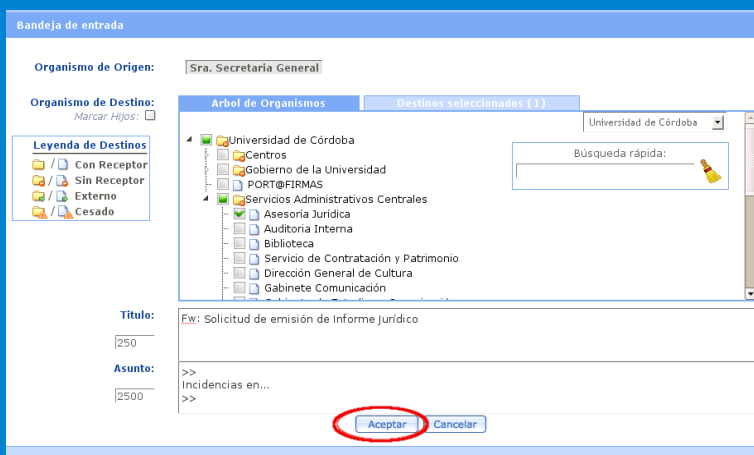 Bandeja de entrada
Organismo de Origen:
Sra. Secretaria General
Organismo de Destino:
Marcar Hijos:
Arbol de Organismos
Destinos seleccionados (1)
Universidad de Córdoba
Leyenda de Destinos
/ Con Receptor
/ Sin Receptor
/ Externo
/ Cesado
Búsqueda rápida:
Universidad de Córdoba
Centros
Gobierno de la Universidad
PORT@FIRMAS
Servicios Administrativos Centrales
Asesoría Jurídica
Auditoria Interna
Biblioteca
Servicio de Contratación y Patrimonio
Dirección General de Cultura
Gabinete Comunicación
Titulo:
250
Fw: Solicitud de emisión de Informe Jurídico
Asunto:
2500
>>
Incidencias en...
>>
Aceptar
Cancelar